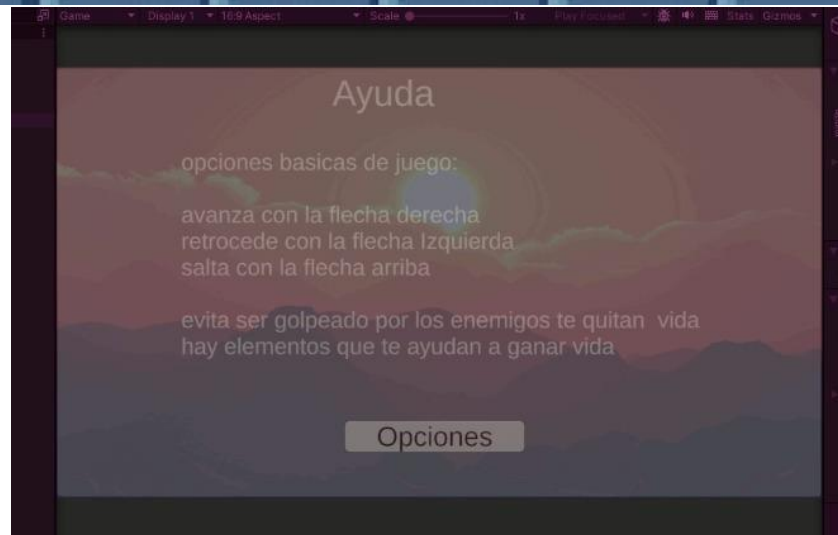 Game Display 1 16:9 Aspect Scale 1x Play Focused Stats Gizmos
Ayuda
opciones basicas de juego:
avanza con la flecha derecha
retrocede con la flecha Izquierda
salta con la flecha arriba
evita ser golpeado por los enemigos te quitan vida
hay elementos que te ayudan a ganar vida
Opciones